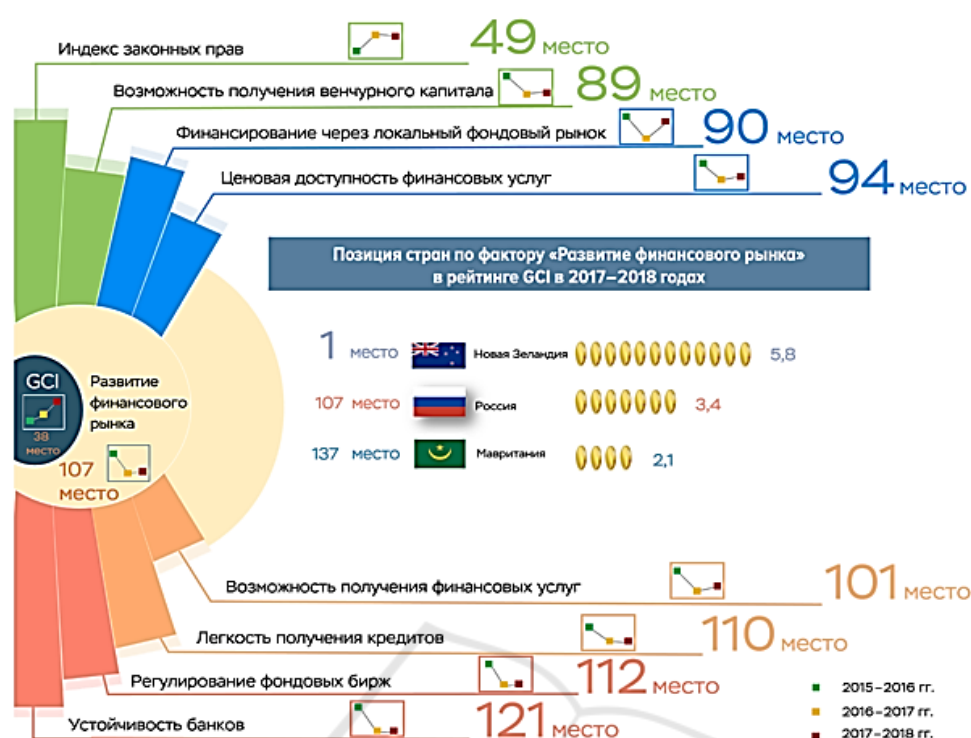 Индекс законных прав 49 место
Возможность получения венчурного капитала 89 место
Финансирование через локальный фондовый рынок 90 место
Ценовая доступность финансовых услуг 94 место
Позиция стран по фактору «Развитие финансового рынка»
в рейтинге GCI в 2017–2018 годах
1 место Новая Зеландия 5,8
107 место Россия 3,4
137 место Мавритания 2,1
GCI
38
место
Развитие
финансового
рынка
107
место
Возможность получения финансовых услуг 101 место
Легкость получения кредитов 110 место
Регулирование фондовых бирж 112 место
Устойчивость банков 121 место
2015–2016 гг.
2016–2017 гг.
2017–2018 гг.